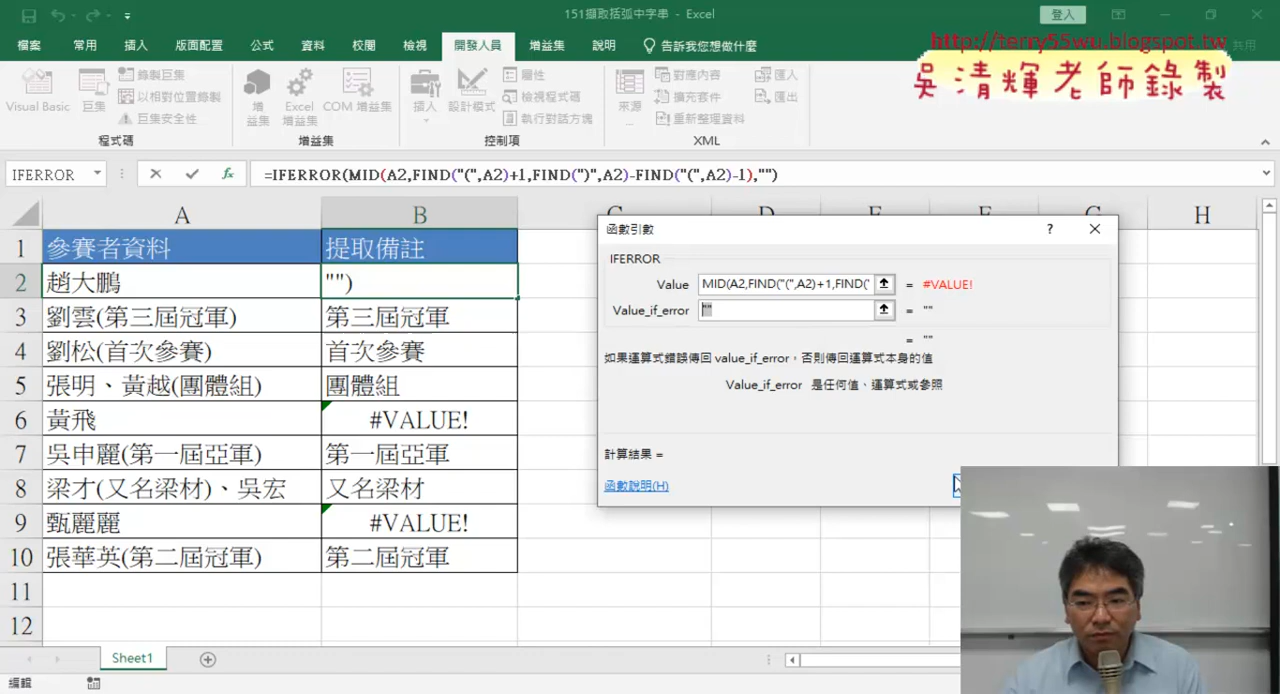 151擷取括弧中字串 - Excel
登入
檔案 常用 插入 版面配置 公式 資料 校閱 檢視 開發人員 增益集 說明 告訴我您想做什麼 共用
http://terry55wu.blogspot.tw
吳清輝老師錄製
Visual Basic 巨集 錄製巨集 以相對位置錄製 巨集安全性
程式碼
增益集 Excel 增益集 COM 增益集
增益集
插入 設計模式 屬性 檢視程式碼 執行對話方塊
控制項
來源 對應內容 擴充套件 重新整理資料 匯入 匯出
XML
IFERROR =IFERROR(MID(A2,FIND("(",A2)+1,FIND(")",A2)-FIND("(",A2)-1),"")
A B C D E F G H
1 參賽者資料 提取備註
2 趙大鵬 "")
3 劉雲(第三屆冠軍) 第三屆冠軍
4 劉松(首次參賽) 首次參賽
5 張明、黃越(團體組) 團體組
6 黃飛 #VALUE!
7 吳申麗(第一屆亞軍) 第一屆亞軍
8 梁才(又名梁材)、吳宏 又名梁材
9 甄麗麗 #VALUE!
10 張華英(第二屆冠軍) 第二屆冠軍
11
12
函數引數 ?
IFERROR
Value MID(A2,FIND("(",A2)+1,FIND(" = #VALUE!
Value_if_error "" = ""
= ""
如果運算式錯誤傳回 value_if_error，否則傳回運算式本身的值
Value_if_error 是任何值、運算式或參照
計算結果 =
函數說明(H)
Sheet1
編輯